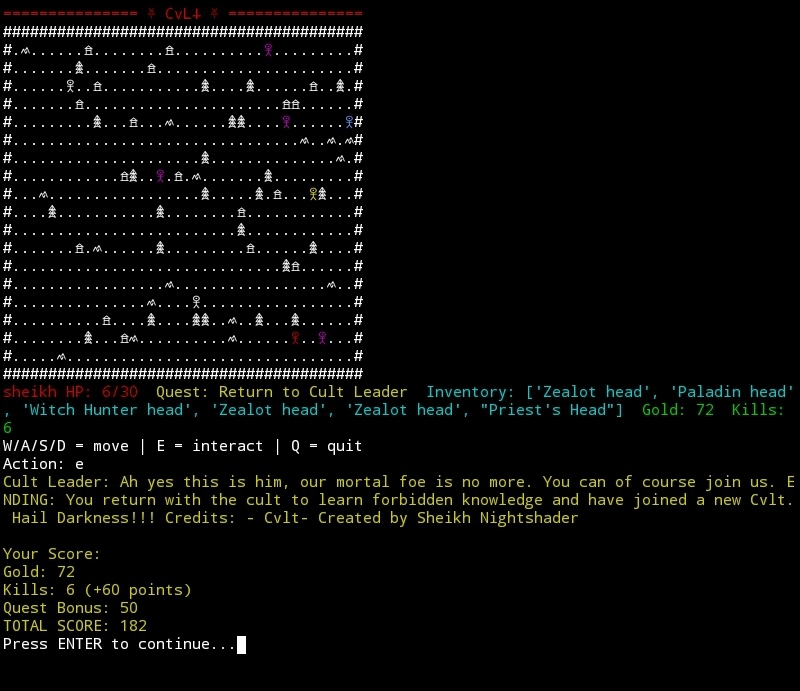 =============== ⛧ CvLt ⛧ ===============
sheikh HP: 6/30  Quest: Return to Cult Leader  Inventory: ['Zealot head', 'Paladin head'
, 'Witch Hunter head', 'Zealot head', 'Zealot head', "Priest's Head"]  Gold: 72  Kills:
6
W/A/S/D = move | E = interact | Q = quit
Action: e
Cult Leader: Ah yes this is him, our mortal foe is no more. You can of course join us. E
NDING: You return with the cult to learn forbidden knowledge and have joined a new Cvlt.
 Hail Darkness!!! Credits: - Cvlt- Created by Sheikh Nightshader
Your Score:
Gold: 72
Kills: 6 (+60 points)
Quest Bonus: 50
TOTAL SCORE: 182
Press ENTER to continue...